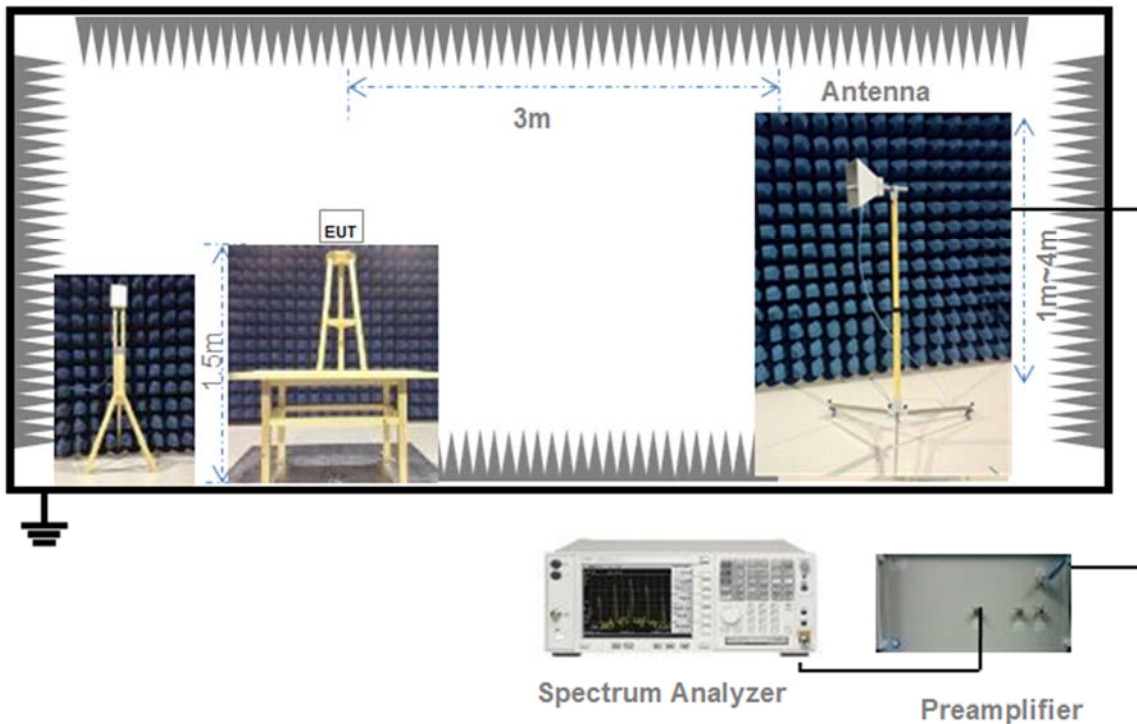 Antenna
3m
EUT
1.5m
1m~4m
Spectrum Analyzer
Preamplifier